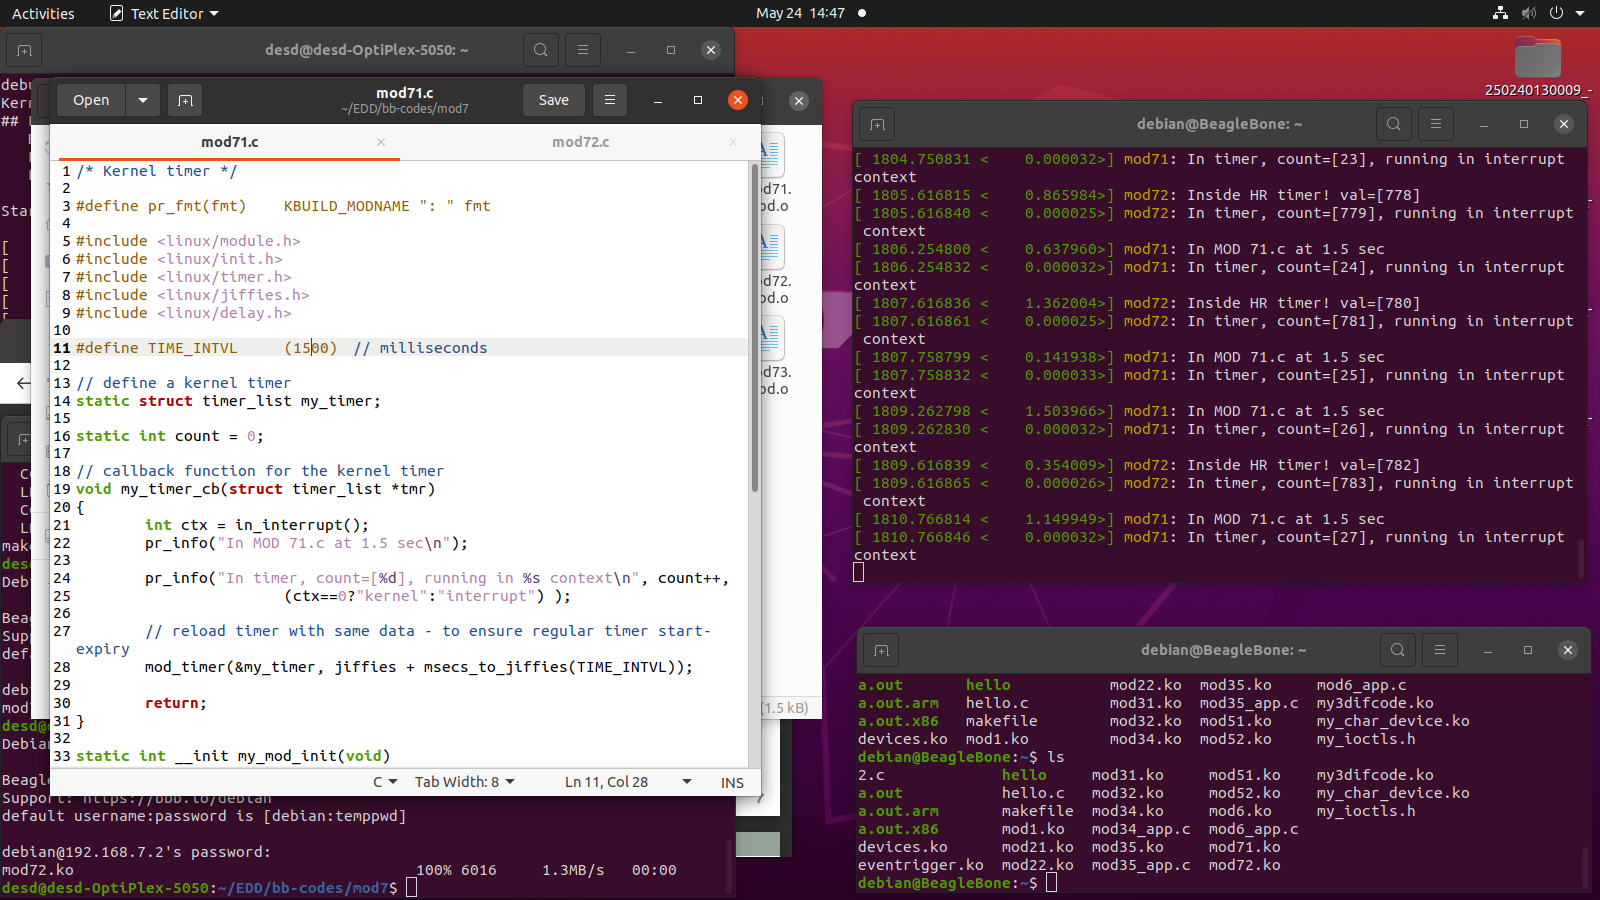 Activities
Text Editor
May 24 14:47
desd@desd-OptiPlex-5050: ~
Open
mod71.c
~/EDD/bb-codes/mod7
Save
mod71.c
mod72.c
1 /* Kernel timer */
2
3 #define pr_fmt(fmt)    KBUILD_MODNAME ": " fmt
4
5 #include <linux/module.h>
6 #include <linux/init.h>
7 #include <linux/timer.h>
8 #include <linux/jiffies.h>
9 #include <linux/delay.h>
10
11 #define TIME_INTVL     (1500)  // milliseconds
12
13 // define a kernel timer
14 static struct timer_list my_timer;
15
16 static int count = 0;
17
18 // callback function for the kernel timer
19 void my_timer_cb(struct timer_list *tmr)
20 {
21        int ctx = in_interrupt();
22        pr_info("In MOD 71.c at 1.5 sec\n");
23
24        pr_info("In timer, count=[%d], running in %s context\n", count++,
25                       (ctx==0?"kernel":"interrupt") );
26
27        // reload timer with same data - to ensure regular timer start-
expiry
28        mod_timer(&my_timer, jiffies + msecs_to_jiffies(TIME_INTVL));
29
30        return;
31 }
32
33 static int __init my_mod_init(void)
C
Tab Width: 8
Ln 11, Col 28
INS
debu
Kern
##
Star
[
[
[
[
[
make
desd
Debi
Beag
Supp
defa
debi
mod7
desd@d
Debian
Beagle
Support: https://bbb.io/debian
default username:password is [debian:temppwd]
debian@192.168.7.2's password:
mod72.ko                                      100% 6016     1.3MB/s   00:00
desd@desd-OptiPlex-5050:~/EDD/bb-codes/mod7$
od71.
od.o
od72.
od.o
od73.
od.o
(1.5 kB)
250240130009_-
debian@BeagleBone: ~
[ 1804.750831 <    0.000032>] mod71: In timer, count=[23], running in interrupt
context
[ 1805.616815 <    0.865984>] mod72: Inside HR timer! val=[778]
[ 1805.616840 <    0.000025>] mod72: In timer, count=[779], running in interrupt
 context
[ 1806.254800 <    0.637960>] mod71: In MOD 71.c at 1.5 sec
[ 1806.254832 <    0.000032>] mod71: In timer, count=[24], running in interrupt
context
[ 1807.616836 <    1.362004>] mod72: Inside HR timer! val=[780]
[ 1807.616861 <    0.000025>] mod72: In timer, count=[781], running in interrupt
 context
[ 1807.758799 <    0.141938>] mod71: In MOD 71.c at 1.5 sec
[ 1807.758832 <    0.000033>] mod71: In timer, count=[25], running in interrupt
context
[ 1809.262798 <    1.503966>] mod71: In MOD 71.c at 1.5 sec
[ 1809.262830 <    0.000032>] mod71: In timer, count=[26], running in interrupt
context
[ 1809.616839 <    0.354009>] mod72: Inside HR timer! val=[782]
[ 1809.616865 <    0.000026>] mod72: In timer, count=[783], running in interrupt
 context
[ 1810.766814 <    1.149949>] mod71: In MOD 71.c at 1.5 sec
[ 1810.766846 <    0.000032>] mod71: In timer, count=[27], running in interrupt
context
debian@BeagleBone: ~
a.out       hello           mod22.ko  mod35.ko     mod6_app.c
a.out.arm   hello.c         mod31.ko  mod35_app.c  my3difcode.ko
a.out.x86   makefile        mod32.ko  mod51.ko     my_char_device.ko
devices.ko  mod1.ko         mod34.ko  mod52.ko     my_ioctls.h
debian@BeagleBone:~$ ls
2.c             hello     mod31.ko     mod51.ko    my3difcode.ko
a.out           hello.c   mod32.ko     mod52.ko    my_char_device.ko
a.out.arm       makefile  mod34.ko     mod6.ko     my_ioctls.h
a.out.x86       mod1.ko   mod34_app.c  mod6_app.c
devices.ko      mod21.ko  mod35.ko     mod71.ko
eventrigger.ko  mod22.ko  mod35_app.c  mod72.ko
debian@BeagleBone:~$